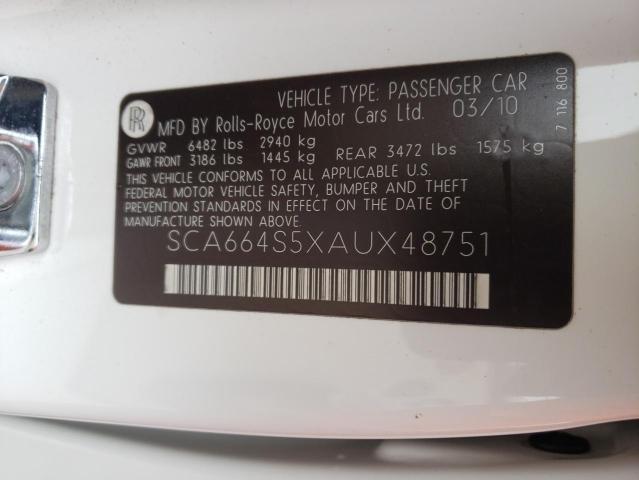 VEHICLE TYPE: PASSENGER CAR
RR MFD BY Rolls-Royce Motor Cars Ltd. 03/10
GVWR 6482 lbs 2940 kg
GAWR FRONT 3186 lbs 1445 kg REAR 3472 lbs 1575 kg
THIS VEHICLE CONFORMS TO ALL APPLICABLE U.S.
FEDERAL MOTOR VEHICLE SAFETY, BUMPER AND THEFT
PREVENTION STANDARDS IN EFFECT ON THE DATE OF
MANUFACTURE SHOWN ABOVE.
SCA664S5XAUX48751
7 116 800